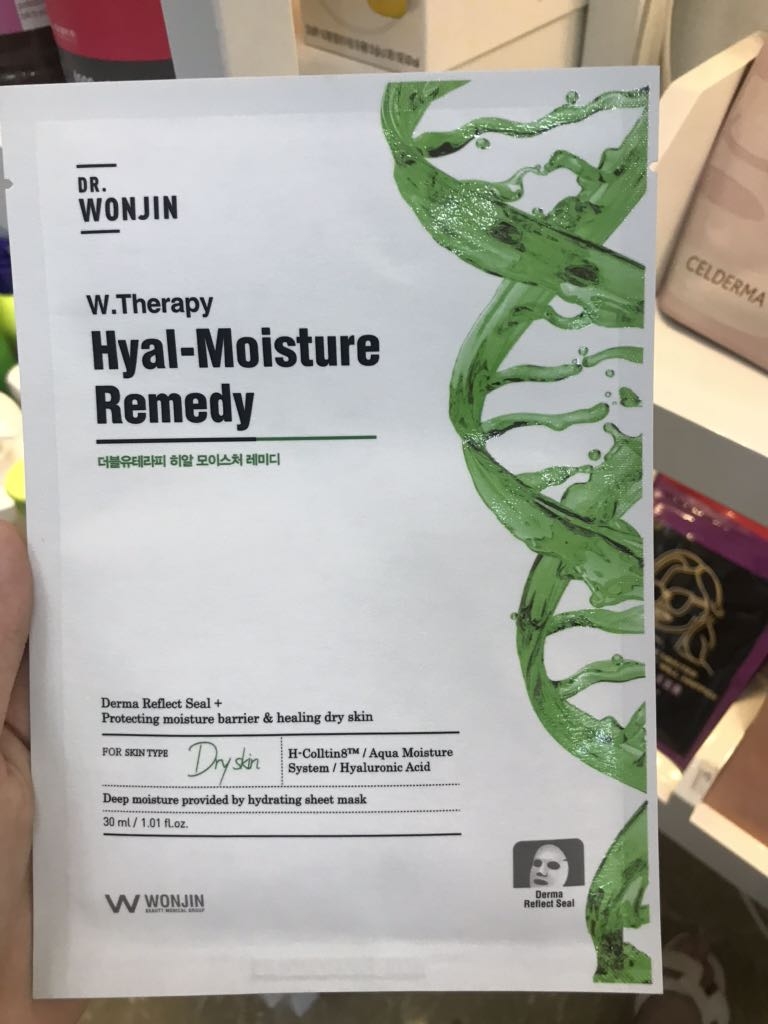 DR.
WONJIN
W.Therapy
Hyal-Moisture
Remedy
더블유테라피 히알 모이스처 레미디
Derma Reflect Seal +
Protecting moisture barrier & healing dry skin
FOR SKIN TYPE
Dry skin
H-Colltin8™ / Aqua Moisture
System / Hyaluronic Acid
Deep moisture provided by hydrating sheet mask
30 ml / 1.01 fl.oz.
W WONJIN
BEAUTY MEDICAL GROUP
Derma
Reflect Seal
CELDERMA